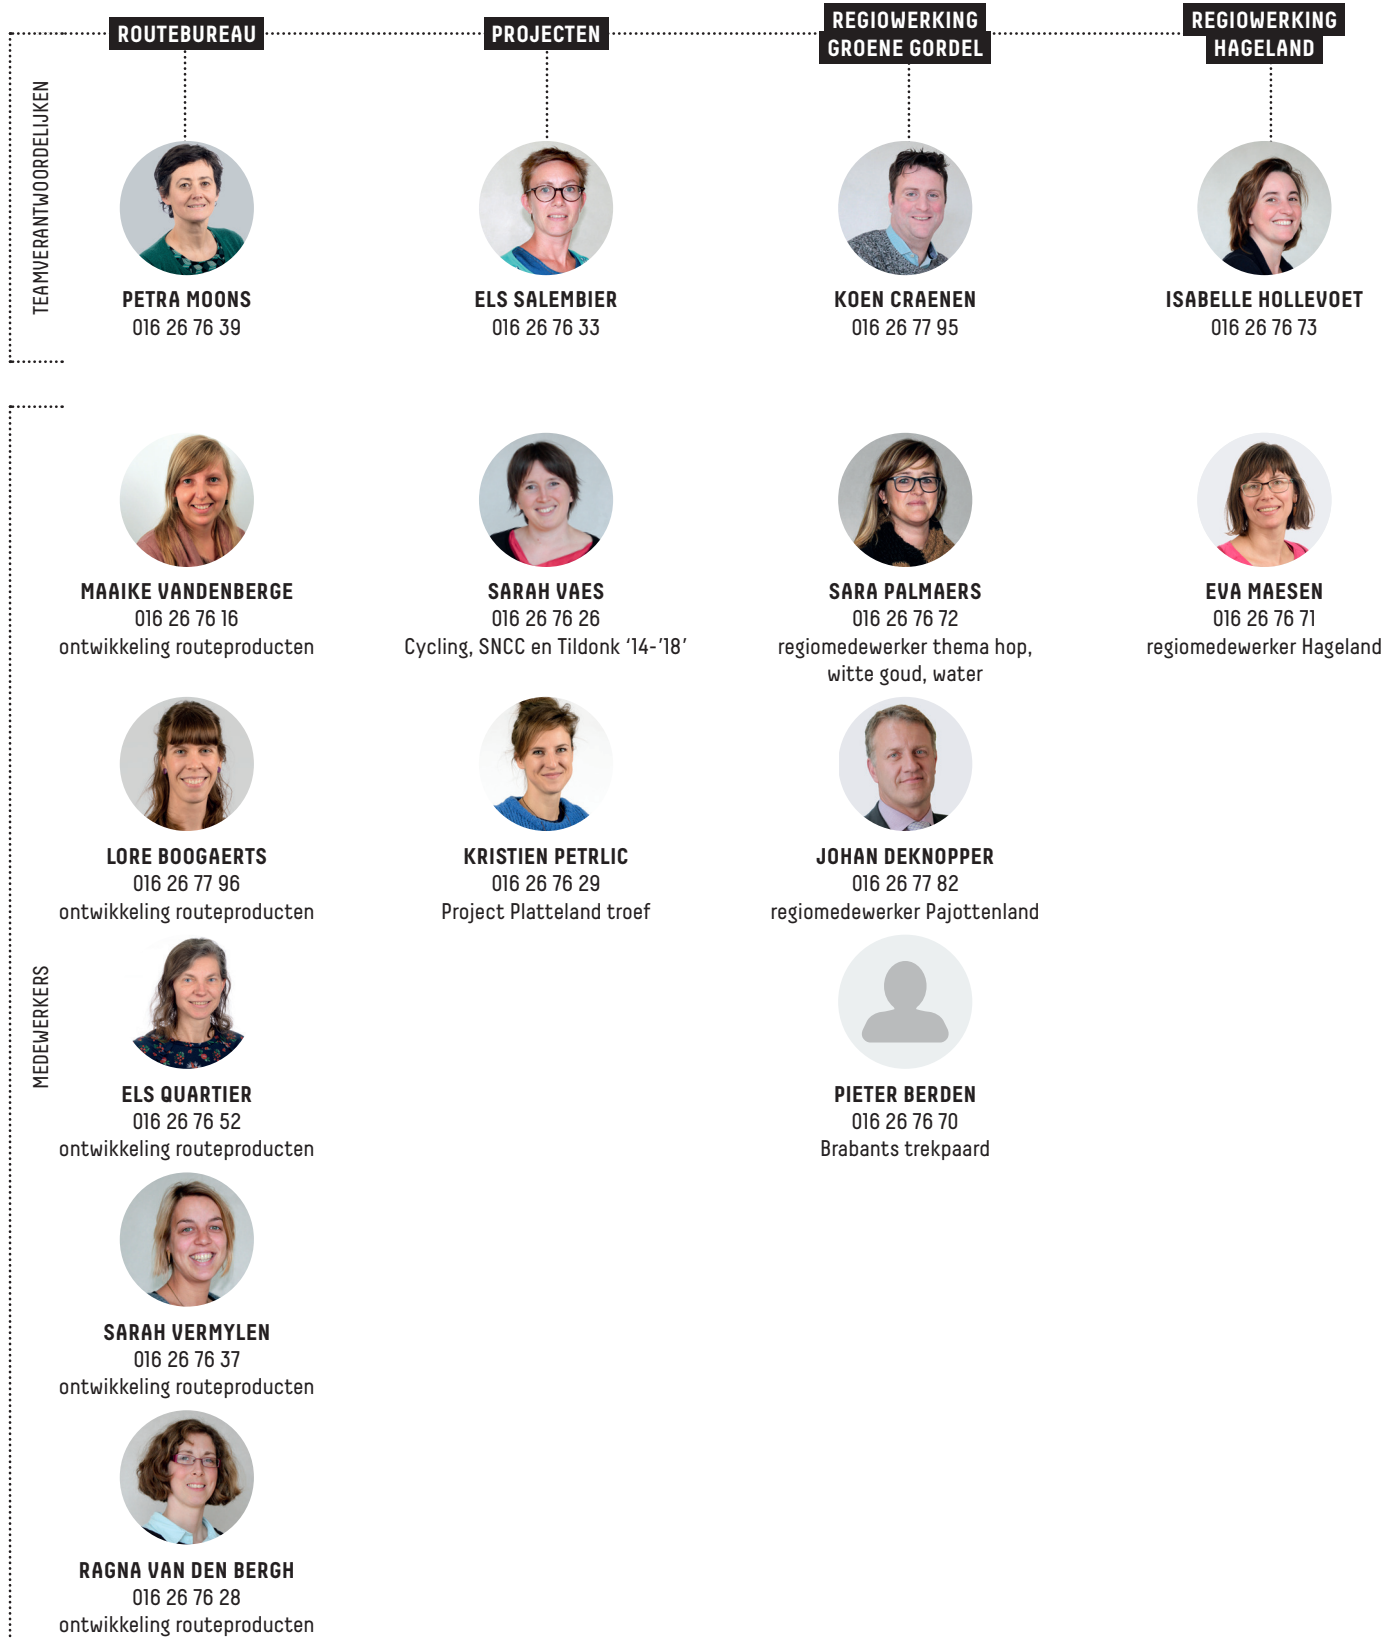 ROUTEBUREAU
PROJECTEN
REGIOWERKING
GROENE GORDEL
REGIOWERKING
HAGELAND
TEAMVERANTWOORDELIJKEN
PETRA MOONS
016 26 76 39
ELS SALEMBIER
016 26 76 33
KOEN CRAENEN
016 26 77 95
ISABELLE HOLLEVOET
016 26 76 73
MEDEWERKERS
MAAIKE VANDENBERGE
016 26 76 16
ontwikkeling routeproducten
SARAH VAES
016 26 76 26
Cycling, SNCC en Tildonk ‘14-’18’
SARA PALMAERS
016 26 76 72
regiomedewerker thema hop,
witte goud, water
EVA MAESEN
016 26 76 71
regiomedewerker Hageland
LORE BOOGAERTS
016 26 77 96
ontwikkeling routeproducten
KRISTIEN PETRLIC
016 26 76 29
Project Platteland troef
JOHAN DEKNOPPER
016 26 77 82
regiomedewerker Pajottenland
ELS QUARTIER
016 26 76 52
ontwikkeling routeproducten
PIETER BERDEN
016 26 76 70
Brabants trekpaard
SARAH VERMYLEN
016 26 76 37
ontwikkeling routeproducten
RAGNA VAN DEN BERGH
016 26 76 28
ontwikkeling routeproducten